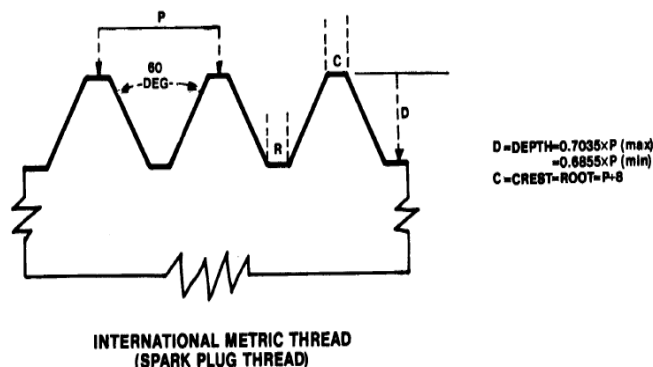 P
60
DEG
C
D
R
D=DEPTH=0.7035×P (max)
=0.6855×P (min)
C=CREST=ROOT=P+8
INTERNATIONAL METRIC THREAD
(SPARK PLUG THREAD)